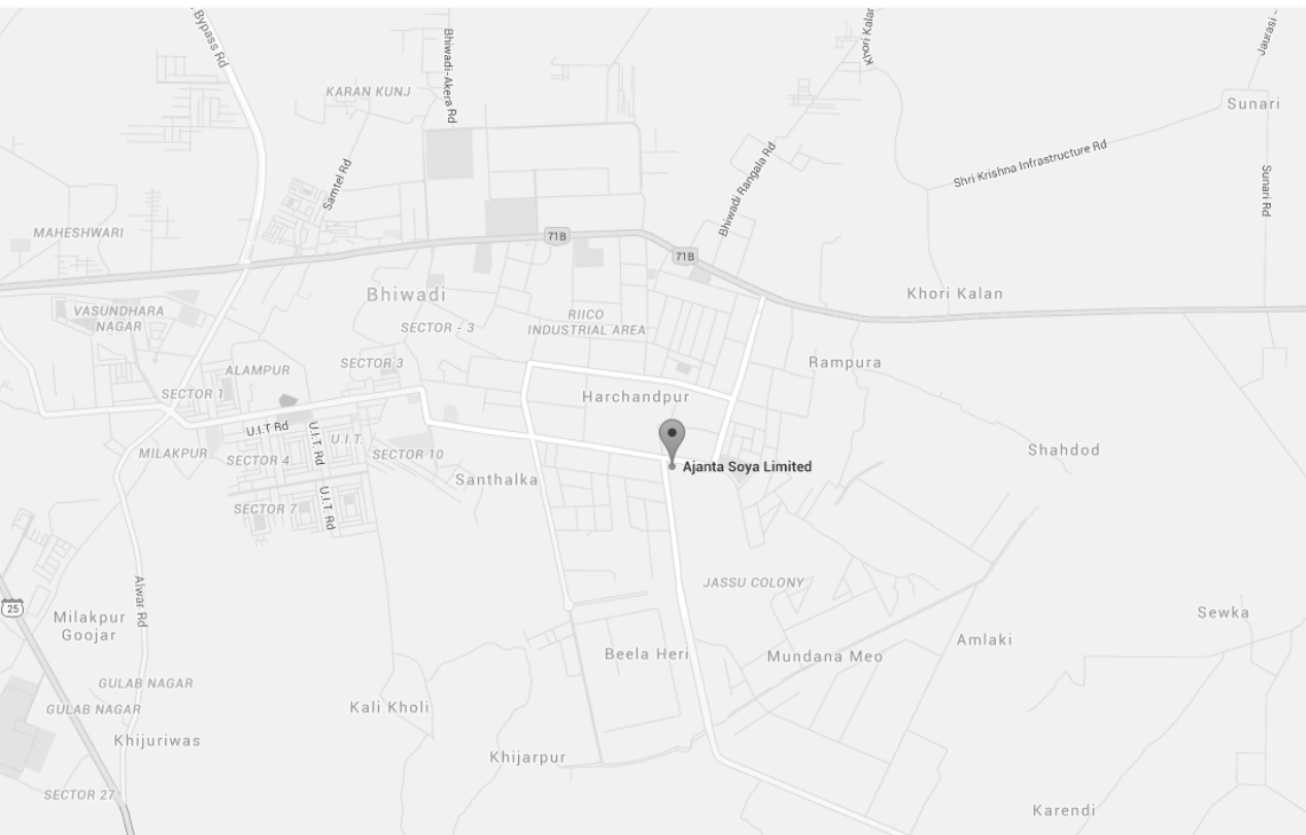 Bypass Rd
Bhiwadi-Akera Rd
Khori Kalan
Jaurasi -
KARAN KUNJ
Sunari
Samtel Rd
Bhiwadi Rangala Rd
Shri Krishna Infrastructure Rd
Sunari Rd
MAHESHWARI
71B
71B
Bhiwadi
Khori Kalan
VASUNDHARA
NAGAR
RIICO
INDUSTRIAL AREA
SECTOR - 3
ALAMPUR
SECTOR 3
Rampura
SECTOR 1
Harchandpur
U.I.T Rd
U.I.T. Rd
U.I.T.
MILAKPUR
SECTOR 4
SECTOR 10
Shahdod
Ajanta Soya Limited
Santhalka
SECTOR 7
U.I.T. Rd
Alwar Rd
JASSU COLONY
25
Milakpur
Goojar
Sewka
Amlaki
Beela Heri
Mundana Meo
GULAB NAGAR
GULAB NAGAR
Kali Kholi
Khijuriwas
Khijarpur
SECTOR 27
Karendi